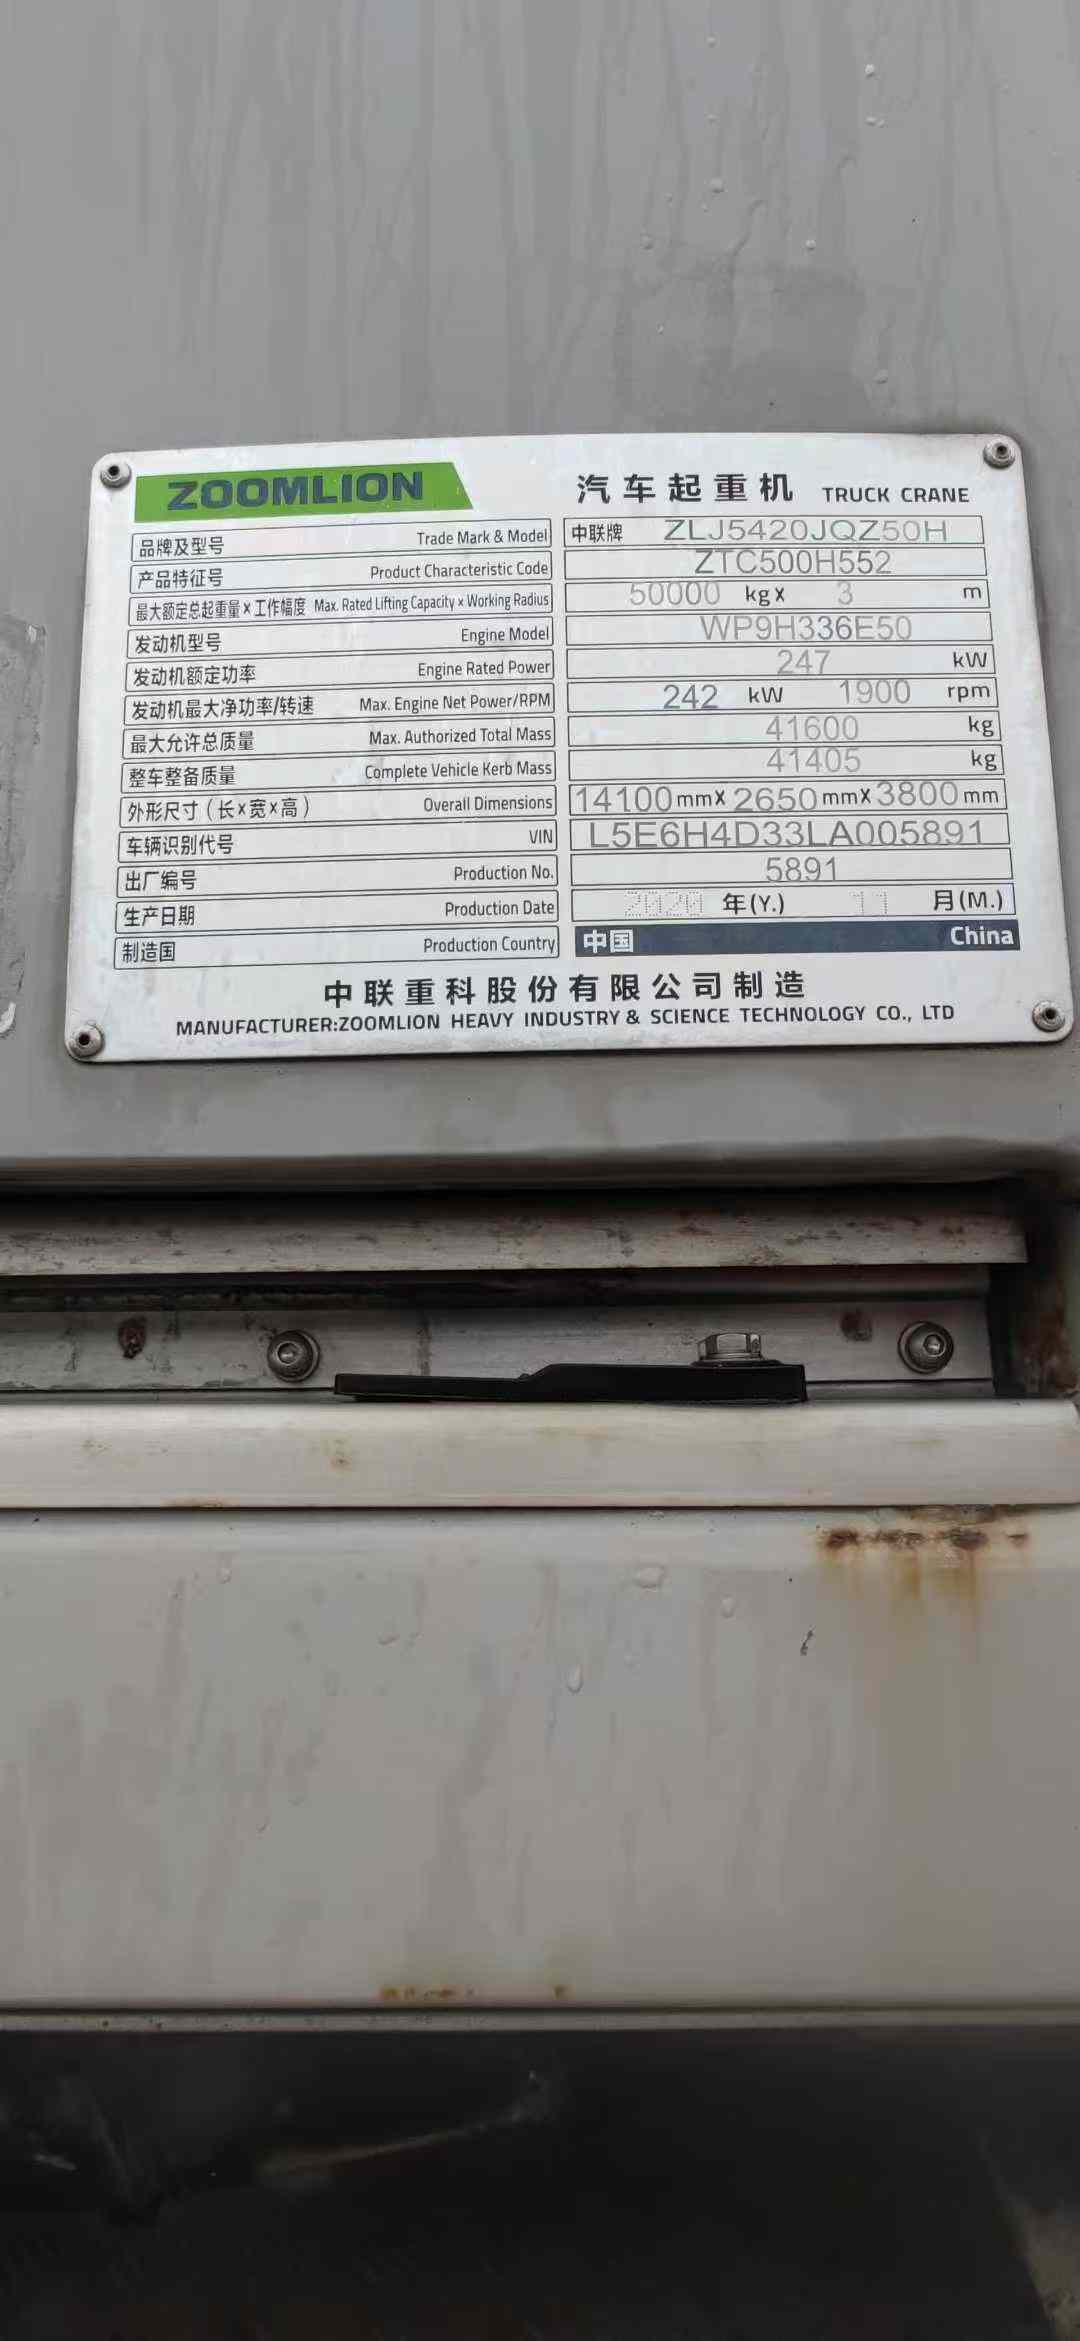 ZOOMLION 汽车起重机 TRUCK CRANE
品牌及型号 Trade Mark & Model 中联牌 ZLJ5420JQZ50H
产品特征号 Product Characteristic Code ZTC500H552
最大额定总起重量×工作幅度 Max. Rated Lifting Capacity × Working Radius 50000 kg× 3 m
发动机型号 Engine Model WP9H336E50
发动机额定功率 Engine Rated Power 247 kW
发动机最大净功率/转速 Max. Engine Net Power/RPM 242 kW 1900 rpm
最大允许总质量 Max. Authorized Total Mass 41600 kg
整车整备质量 Complete Vehicle Kerb Mass 41405 kg
外形尺寸(长×宽×高) Overall Dimensions 14100mm× 2650mm×3800mm
车辆识别代号 VIN L5E6H4D33LA005891
出厂编号 Production No. 5891
生产日期 Production Date 2020 年(Y.) 11 月(M.)
制造国 Production Country 中国 China
中联重科股份有限公司制造
MANUFACTURER:ZOOMLION HEAVY INDUSTRY & SCIENCE TECHNOLOGY CO., LTD